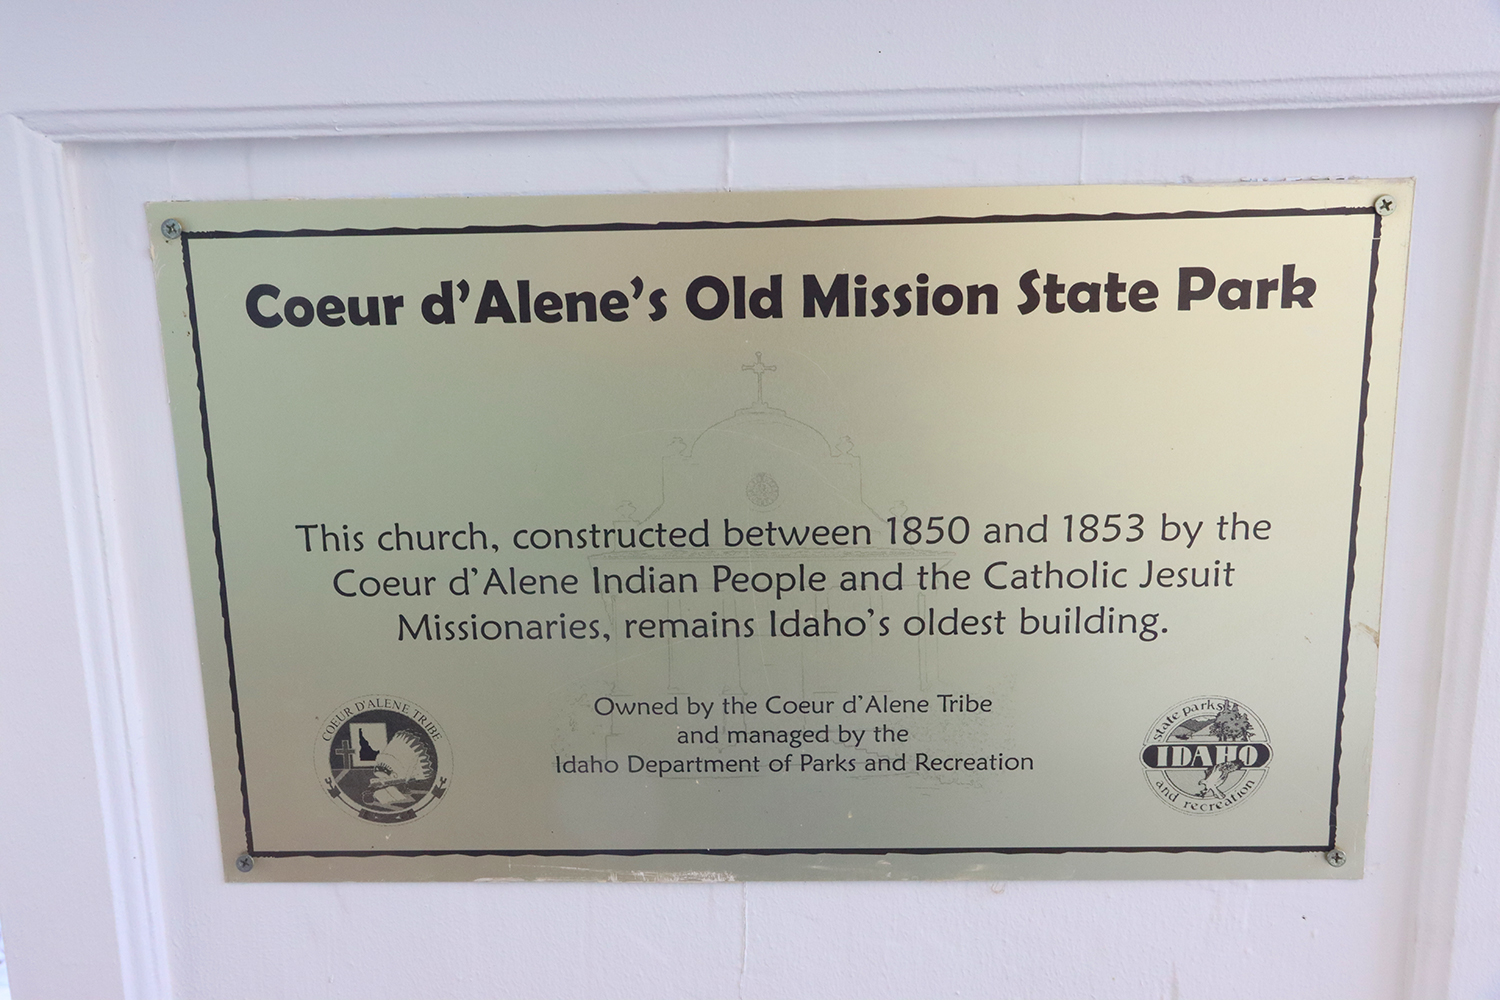 Coeur d'Alene's Old Mission State Park
This church, constructed between 1850 and 1853 by the
Coeur d'Alene Indian People and the Catholic Jesuit
Missionaries, remains Idaho's oldest building.
Owned by the Coeur d'Alene Tribe
and managed by the
Idaho Department of Parks and Recreation
COEUR D'ALENE TRIBE
state parks
IDAHO
and recreation